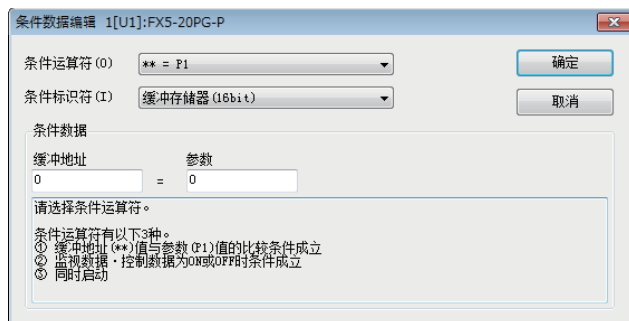 条件数据编辑 1[U1]:FX5-20PG-P
条件运算符(O) ** = P1 确定
条件标识符(I) 缓冲存储器(16bit) 取消
条件数据
缓冲地址 参数
0 = 0
请选择条件运算符。
条件运算符有以下3种。
① 缓冲地址(**)值与参数(P1)值的比较条件成立
② 监视数据・控制数据为ON或OFF时条件成立
③ 同时启动